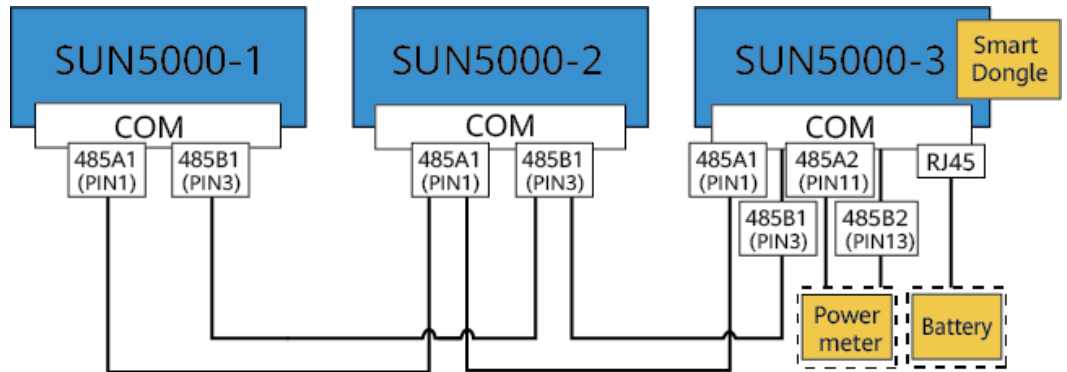 SUN5000-1
COM
485A1
(PIN1)
485B1
(PIN3)
SUN5000-2
COM
485A1
(PIN1)
485B1
(PIN3)
SUN5000-3
Smart
Dongle
COM
485A1
(PIN1)
485B1
(PIN3)
485A2
(PIN11)
485B2
(PIN13)
RJ45
Power
meter
Battery